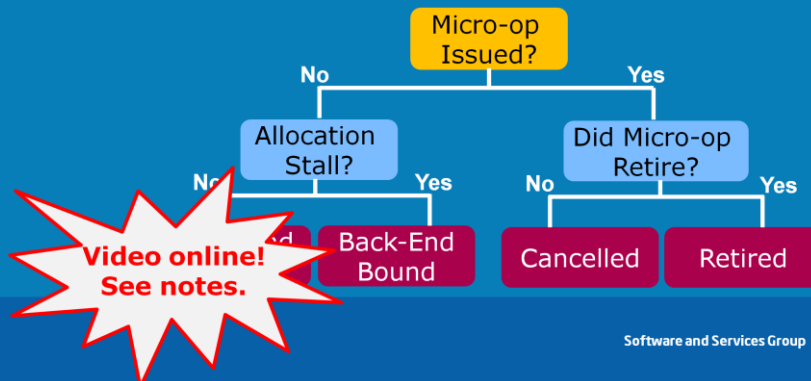 Micro-op
Issued?
No
Yes
Allocation
Stall?
Did Micro-op
Retire?
No
Yes
No
Yes
Back-End
Bound
Cancelled
Retired
Video online!
See notes.
Software and Services Group